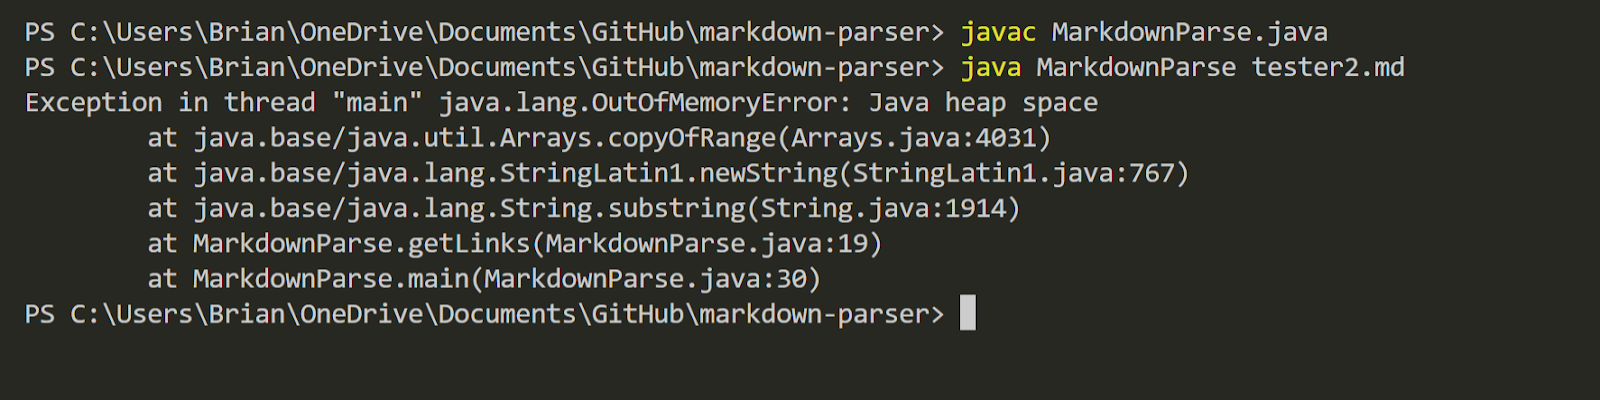 PS C:\Users\Brian\OneDrive\Documents\GitHub\markdown-parser> javac MarkdownParse.java
PS C:\Users\Brian\OneDrive\Documents\GitHub\markdown-parser> java MarkdownParse tester2.md
Exception in thread "main" java.lang.OutOfMemoryError: Java heap space
        at java.base/java.util.Arrays.copyOfRange(Arrays.java:4031)
        at java.base/java.lang.StringLatin1.newString(StringLatin1.java:767)
        at java.base/java.lang.String.substring(String.java:1914)
        at MarkdownParse.getLinks(MarkdownParse.java:19)
        at MarkdownParse.main(MarkdownParse.java:30)
PS C:\Users\Brian\OneDrive\Documents\GitHub\markdown-parser>